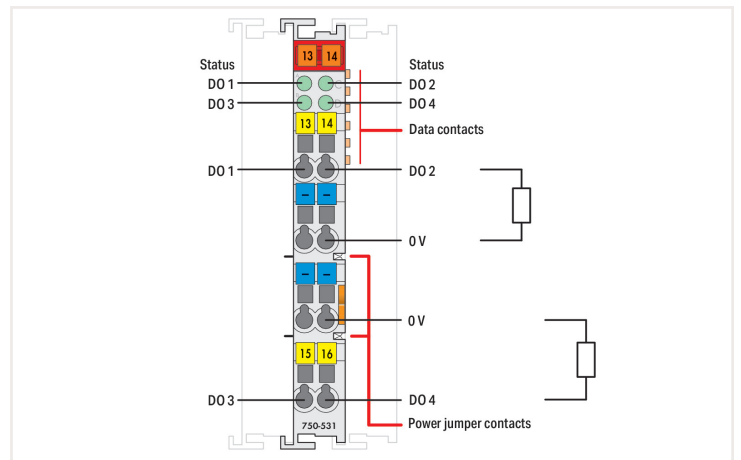 13 14
Status Status
DO 1 DO 2
DO 3 DO 4
13 14
Data contacts
DO 1 DO 2
– –
0 V
– –
0 V
15 16
DO 3 DO 4
Power jumper contacts
750-531